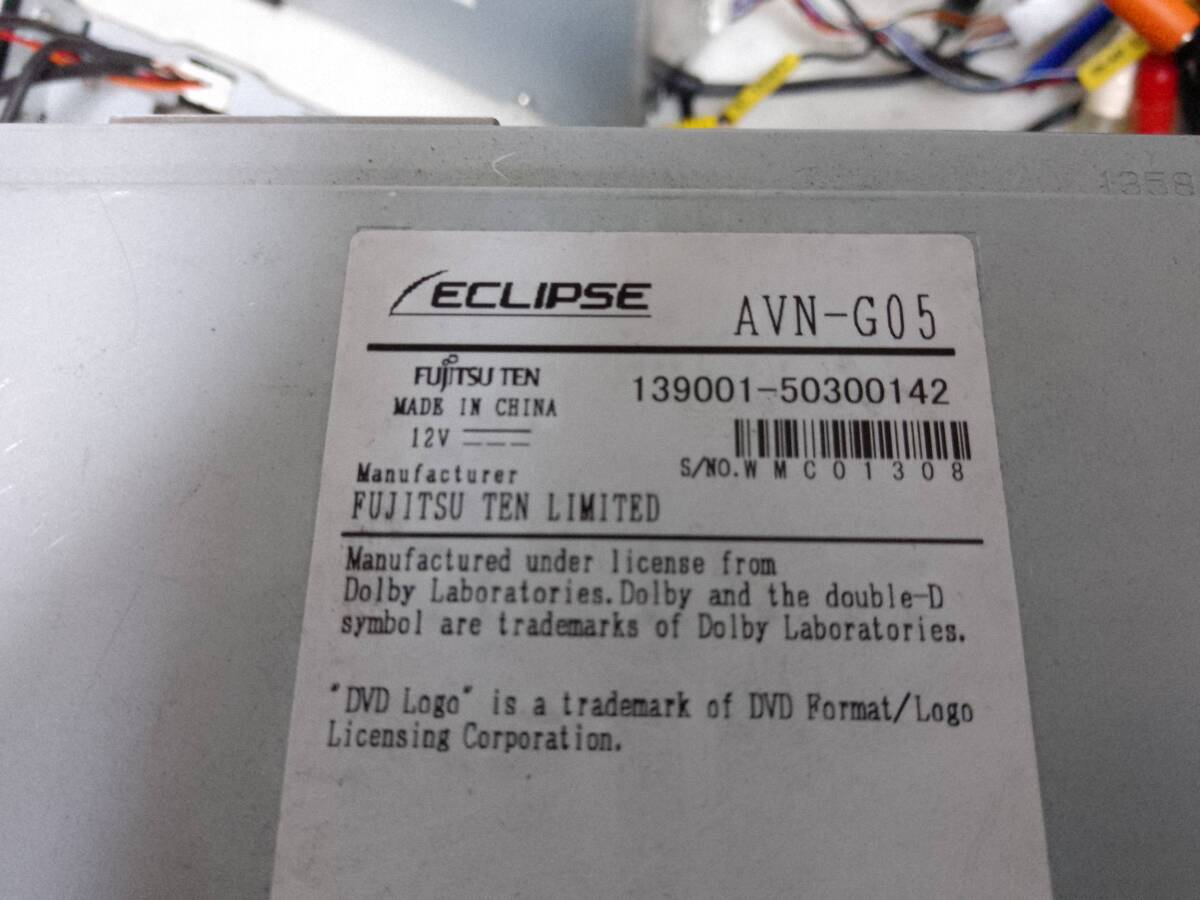 1358
ECLIPSE AVN-G05
FUJITSU TEN
MADE IN CHINA
12V
139001-50300142
S/NO.WMC01308
Manufacturer
FUJITSU TEN LIMITED
Manufactured under license from
Dolby Laboratories.Dolby and the double-D
symbol are trademarks of Dolby Laboratories.
"DVD Logo" is a trademark of DVD Format/Logo
Licensing Corporation.